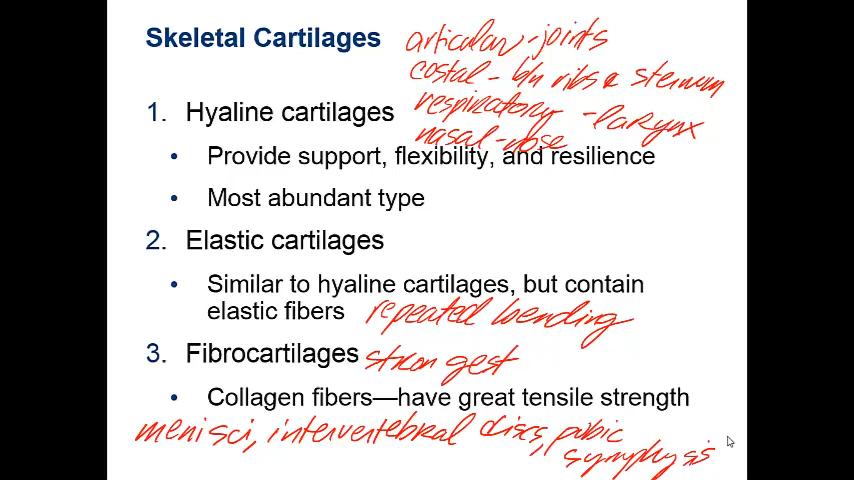 Skeletal Cartilages articular - joints
costal - b/n ribs & sternum
1. Hyaline cartilages respiratory - larynx
nasal - nose
• Provide support, flexibility, and resilience
• Most abundant type
2. Elastic cartilages
• Similar to hyaline cartilages, but contain
elastic fibers repeated bending
3. Fibrocartilages strongest
• Collagen fibers—have great tensile strength
menisci, intervertebral discs, pubic
symphysis